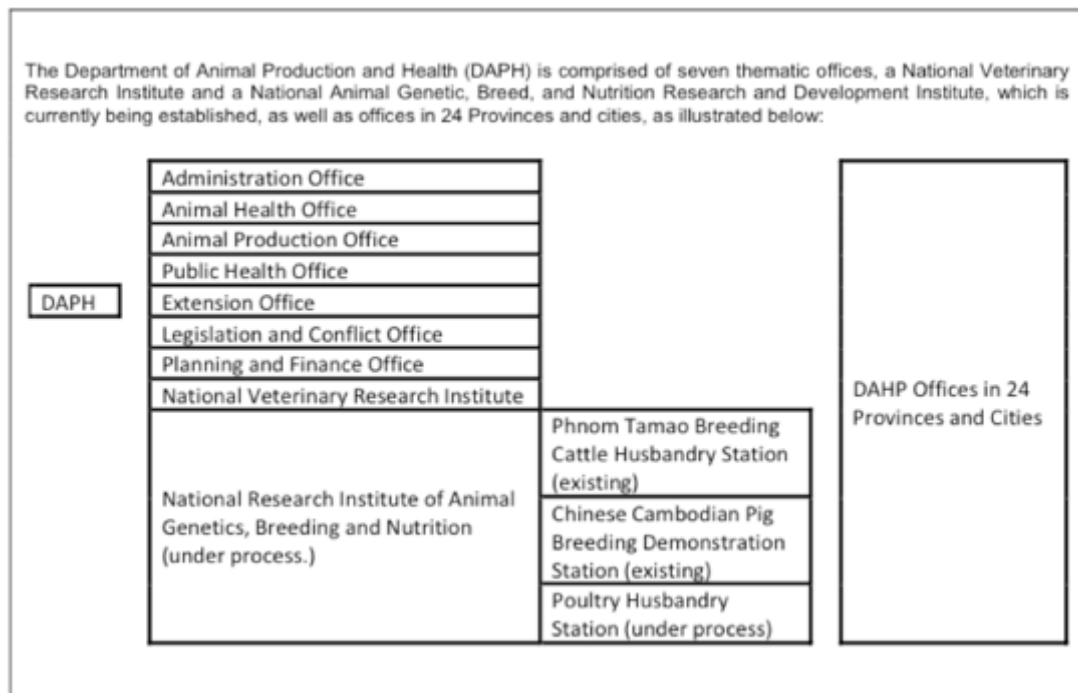 The Department of Animal Production and Health (DAPH) is comprised of seven thematic offices, a National Veterinary
Research Institute and a National Animal Genetic, Breed, and Nutrition Research and Development Institute, which is
currently being established, as well as offices in 24 Provinces and cities, as illustrated below:
DAPH
Administration Office
Animal Health Office
Animal Production Office
Public Health Office
Extension Office
Legislation and Conflict Office
Planning and Finance Office
National Veterinary Research Institute
National Research Institute of Animal
Genetics, Breeding and Nutrition
(under process.)
Phnom Tamao Breeding
Cattle Husbandry Station
(existing)
Chinese Cambodian Pig
Breeding Demonstration
Station (existing)
Poultry Husbandry
Station (under process)
DAHP Offices in 24
Provinces and Cities